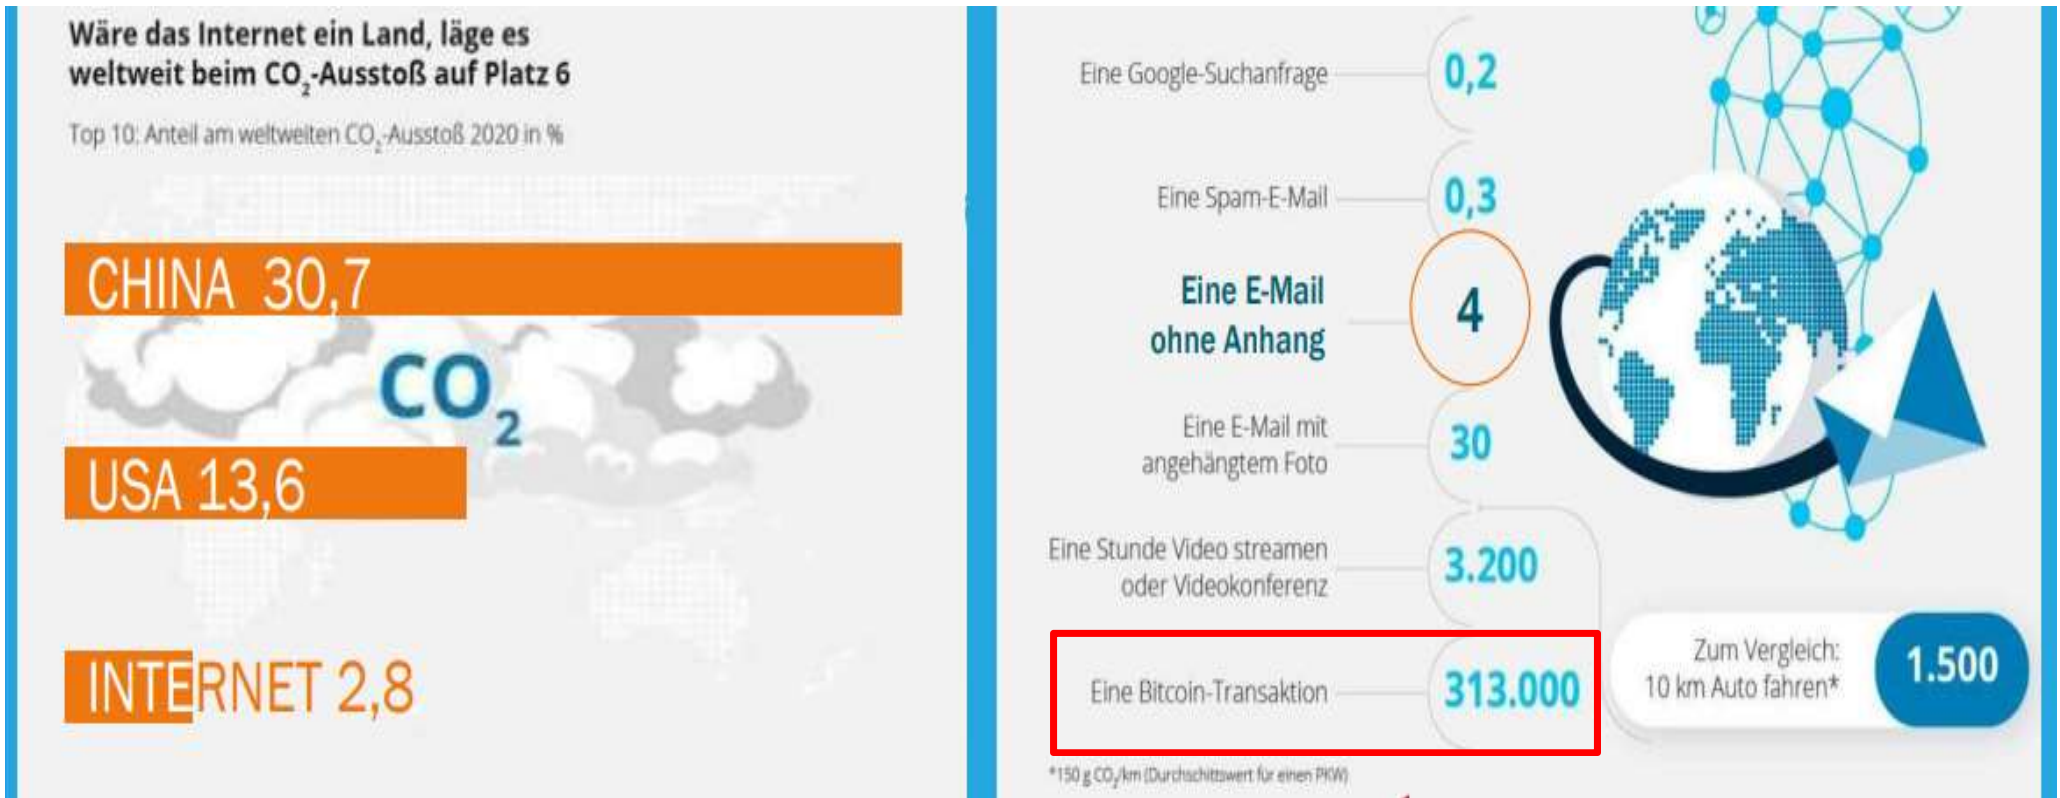 Wäre das Internet ein Land, läge es
weltweit beim CO₂-Ausstoß auf Platz 6
Top 10: Anteil am weltweiten CO₂-Ausstoß 2020 in %
CHINA 30,7
CO₂
USA 13,6
INTERNET 2,8
Eine Google-Suchanfrage 0,2
Eine Spam-E-Mail 0,3
Eine E-Mail
ohne Anhang
4
Eine E-Mail mit
angehängtem Foto
30
Eine Stunde Video streamen
oder Videokonferenz
3.200
Eine Bitcoin-Transaktion 313.000
Zum Vergleich:
10 km Auto fahren*
1.500
*150 g CO₂/km (Durchschittswert für einen PKW)